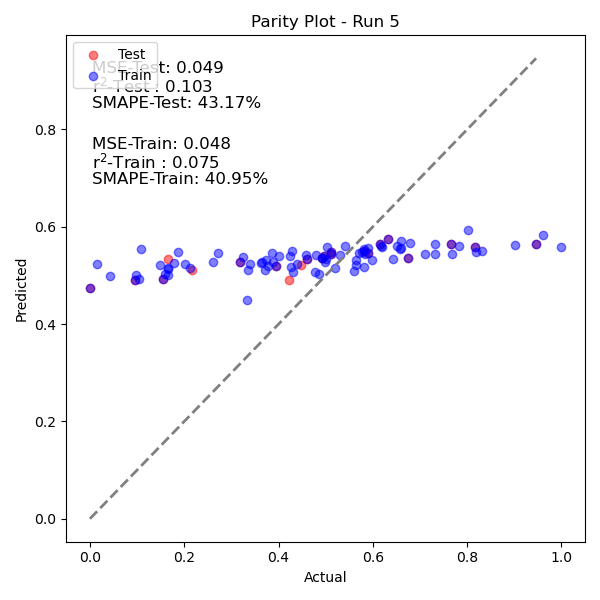 Parity Plot - Run 5
Test
Train
MSE-Test: 0.049
r²-Test : 0.103
SMAPE-Test: 43.17%
MSE-Train: 0.048
r²-Train : 0.075
SMAPE-Train: 40.95%
Predicted
0.8
0.6
0.4
0.2
0.0
0.0 0.2 0.4 0.6 0.8 1.0
Actual